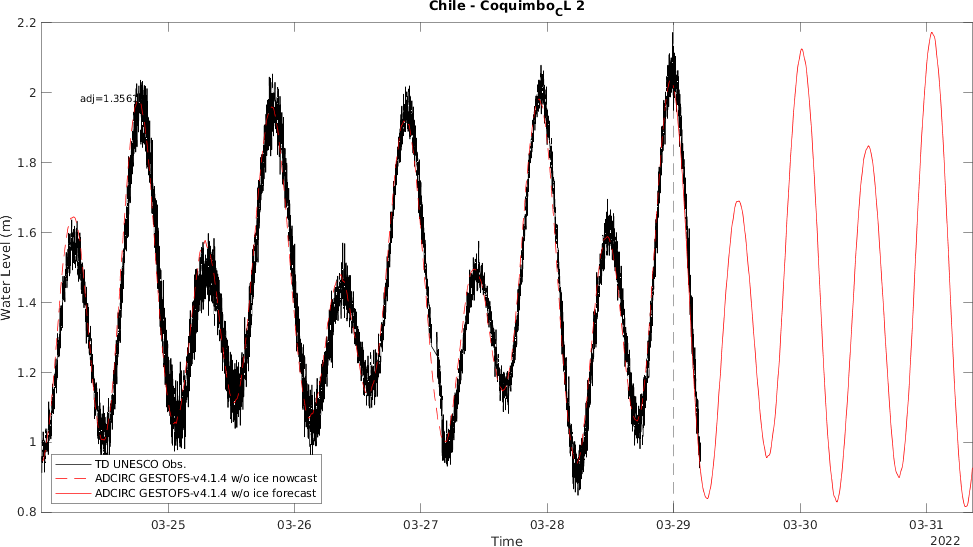 Chile - Coquimbo_CL 2
Water Level (m)
2.2
2
1.8
1.6
1.4
1.2
1
0.8
adj=1.3561
TD UNESCO Obs.
ADCIRC GESTOFS-v4.1.4 w/o ice nowcast
ADCIRC GESTOFS-v4.1.4 w/o ice forecast
03-25
03-26
03-27
03-28
03-29
03-30
03-31
Time
2022